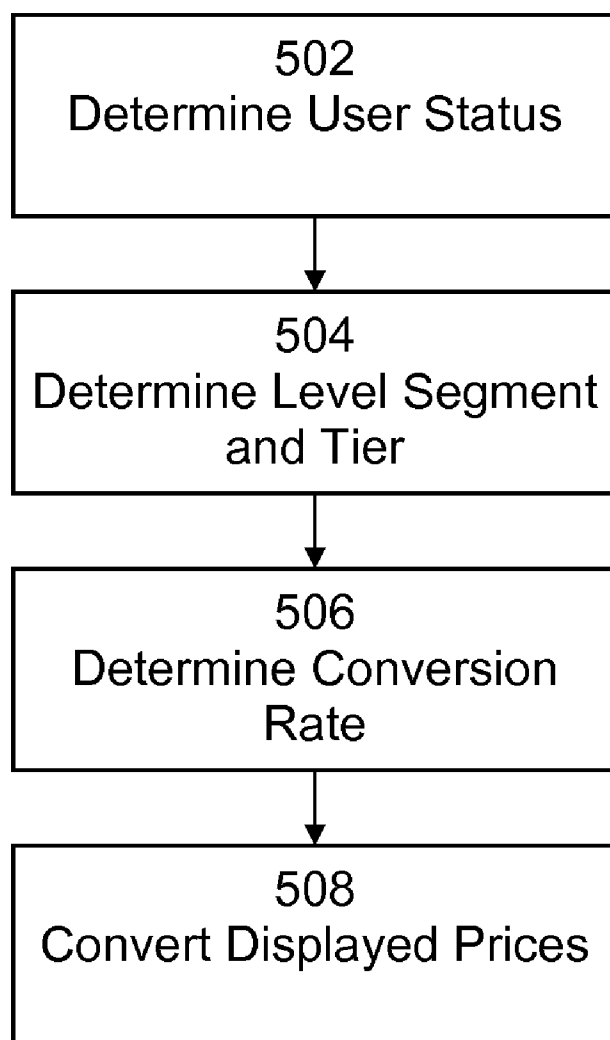 502
Determine User Status
504
Determine Level Segment
and Tier
506
Determine Conversion
Rate
508
Convert Displayed Prices